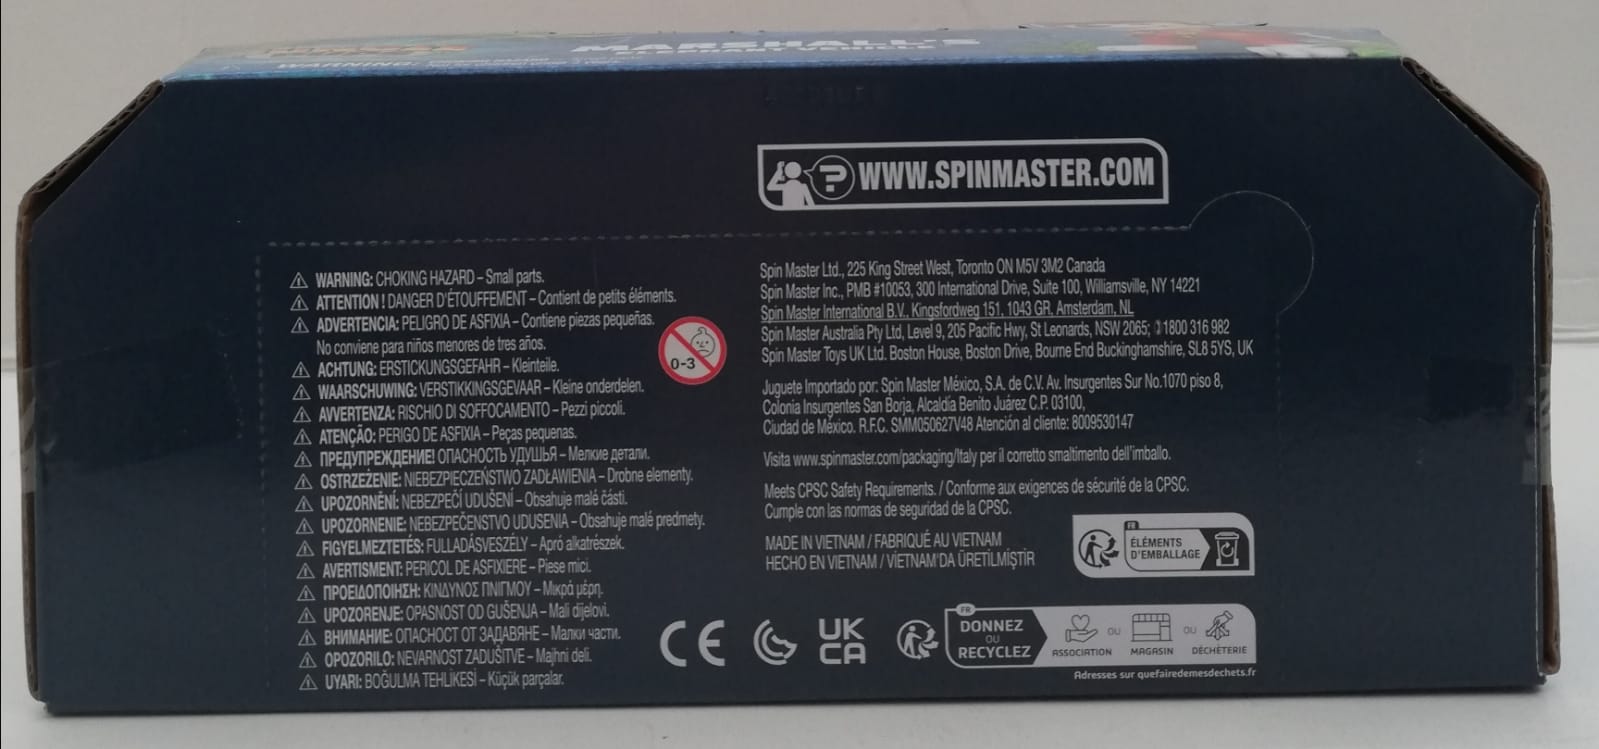 MARSHALL'S
ELEPHANT VEHICLE
WARNING:
WWW.SPINMASTER.COM
⚠ WARNING: CHOKING HAZARD – Small parts.
⚠ ATTENTION ! DANGER D'ÉTOUFFEMENT – Contient de petits éléments.
⚠ ADVERTENCIA: PELIGRO DE ASFIXIA – Contiene piezas pequeñas.
No conviene para niños menores de tres años.
⚠ ACHTUNG: ERSTICKUNGSGEFAHR – Kleinteile.
⚠ WAARSCHUWING: VERSTIKKINGSGEVAAR – Kleine onderdelen.
⚠ AVVERTENZA: RISCHIO DI SOFFOCAMENTO – Pezzi piccoli.
⚠ ATENÇÃO: PERIGO DE ASFIXIA – Peças pequenas.
⚠ ПРЕДУПРЕЖДЕНИЕ! ОПАСНОСТЬ УДУШЬЯ – Мелкие детали.
⚠ OSTRZEŻENIE: NIEBEZPIECZEŃSTWO ZADŁAWIENIA – Drobne elementy.
⚠ UPOZORNĚNÍ: NEBEZPEČÍ UDUŠENÍ – Obsahuje malé části.
⚠ UPOZORNENIE: NEBEZPEČENSTVO UDUSENIA – Obsahuje malé predmety.
⚠ FIGYELMEZTETÉS: FULLADÁSVESZÉLY – Apró alkatrészek.
⚠ AVERTISMENT: PERICOL DE ASFIXIERE – Piese mici.
⚠ ΠΡΟΕΙΔΟΠΟΙΗΣΗ: ΚΙΝΔΥΝΟΣ ΠΝΙΓΜΟΥ – Μικρά μέρη.
⚠ UPOZORENJE: OPASNOST OD GUŠENJA – Mali dijelovi.
⚠ ВНИМАНИЕ: ОПАСНОСТ ОТ ЗАДАВЯНЕ – Малки части.
⚠ OPOZORILO: NEVARNOST ZADUŠITVE – Majhni deli.
⚠ UYARI: BOĞULMA TEHLİKESİ – Küçük parçalar.
0-3
Spin Master Ltd., 225 King Street West, Toronto ON M5V 3M2 Canada
Spin Master Inc., PMB #10053, 300 International Drive, Suite 100, Williamsville, NY 14221
Spin Master International B.V., Kingsfordweg 151, 1043 GR, Amsterdam, NL
Spin Master Australia Pty Ltd, Level 9, 205 Pacific Hwy, St Leonards, NSW 2065; ✆1800 316 982
Spin Master Toys UK Ltd. Boston House, Boston Drive, Bourne End Buckinghamshire, SL8 5YS, UK
Juguete Importado por: Spin Master México, S.A. de C.V. Av. Insurgentes Sur No.1070 piso 8,
Colonia Insurgentes San Borja, Alcaldía Benito Juárez C.P. 03100,
Ciudad de México. R.F.C. SMM050627V48 Atención al cliente: 8009530147
Visita www.spinmaster.com/packaging/Italy per il corretto smaltimento dell'imballo.
Meets CPSC Safety Requirements. / Conforme aux exigences de sécurité de la CPSC.
Cumple con las normas de seguridad de la CPSC.
MADE IN VIETNAM / FABRIQUÉ AU VIETNAM
HECHO EN VIETNAM / VİETNAM'DA ÜRETİLMİŞTİR
FR
ÉLÉMENTS
D'EMBALLAGE
CE
UK
CA
FR
DONNEZ
OU
RECYCLEZ
ASSOCIATION
OU
MAGASIN
OU
DÉCHÈTERIE
Adresses sur quefairedemesdechets.fr